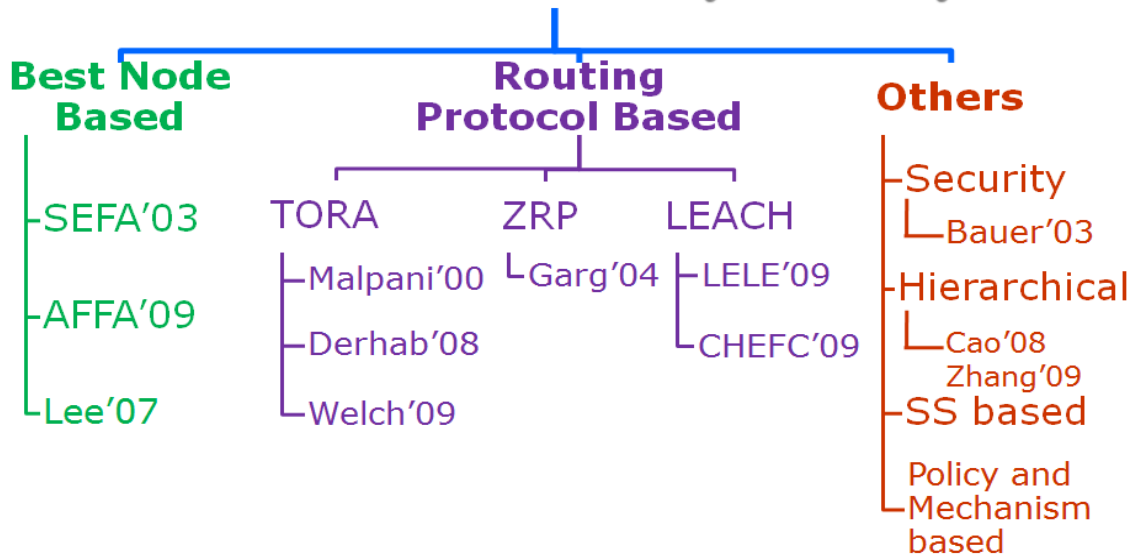 Best Node
Based
SEFA’03
AFFA’09
Lee’07
Routing
Protocol Based
TORA
Malpani’00
Derhab’08
Welch’09
ZRP
Garg’04
LEACH
LELE’09
CHEFC’09
Others
Security
Bauer’03
Hierarchical
Cao’08
Zhang’09
SS based
Policy and
Mechanism
based